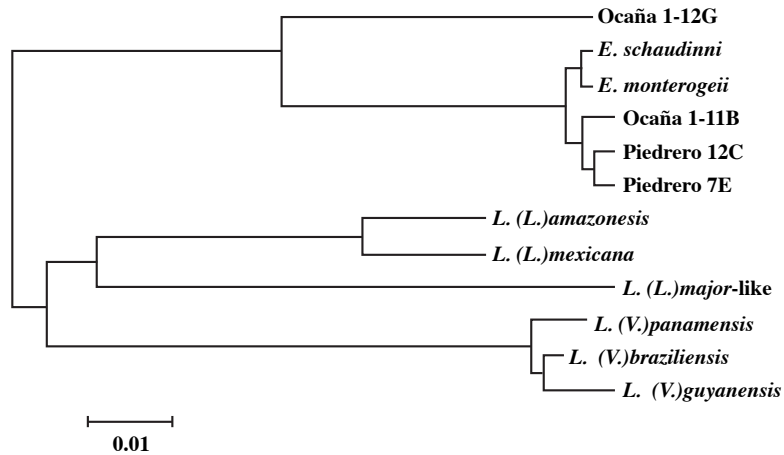 Ocaña 1-12G
E. schaudinni
E. monterogeii
Ocaña 1-11B
Piedrero 12C
Piedrero 7E
L. (L.)amazonesis
L. (L.)mexicana
L. (L.)major-like
L. (V.)panamensis
L. (V.)braziliensis
L. (V.)guyanensis
0.01